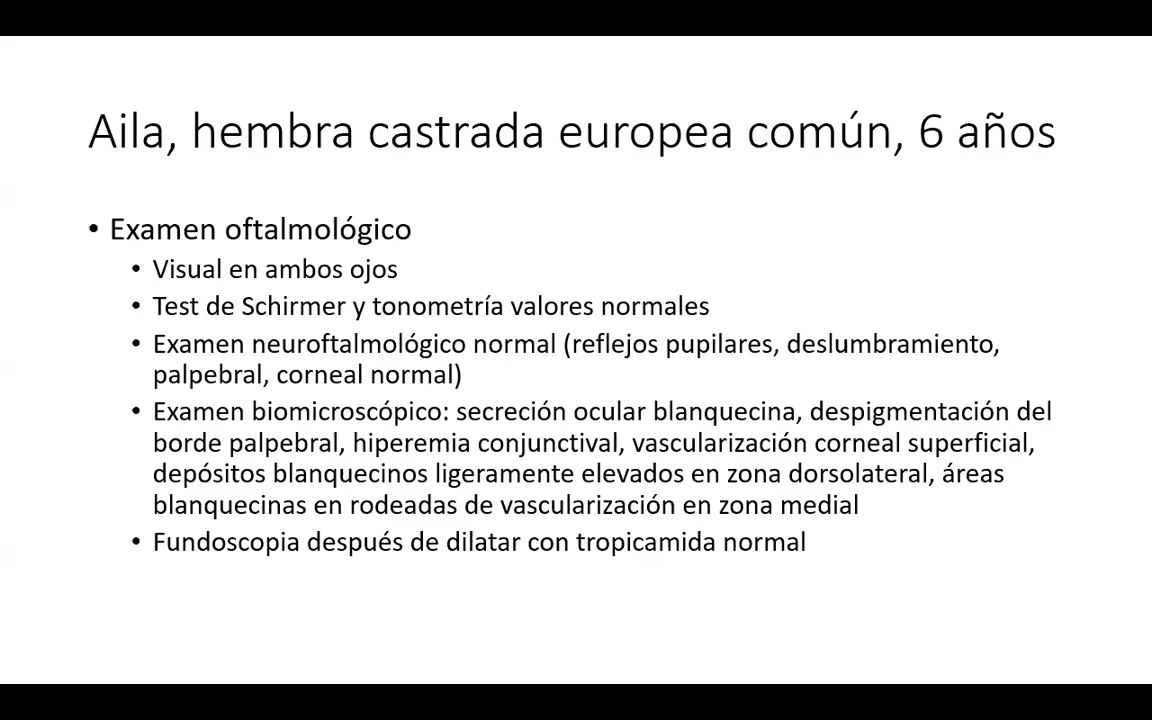 Aila, hembra castrada europea común, 6 años
• Examen oftalmológico
• Visual en ambos ojos
• Test de Schirmer y tonometría valores normales
• Examen neuroftalmológico normal (reflejos pupilares, deslumbramiento,
palpebral, corneal normal)
• Examen biomicroscópico: secreción ocular blanquecina, despigmentación del
borde palpebral, hiperemia conjunctival, vascularización corneal superficial,
depósitos blanquecinos ligeramente elevados en zona dorsolateral, áreas
blanquecinas en rodeadas de vascularización en zona medial
• Fundoscopia después de dilatar con tropicamida normal